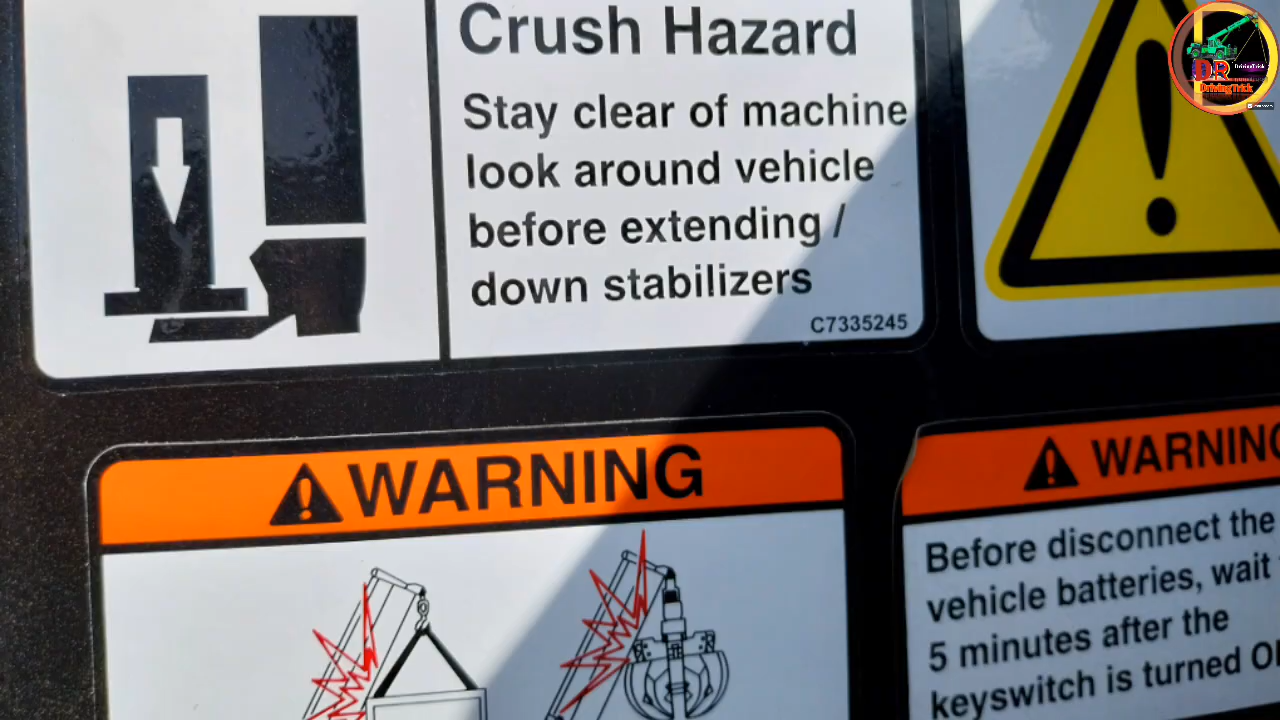 Crush Hazard
Stay clear of machine
look around vehicle
before extending /
down stabilizers
C7335245
WARNING
WARNING
Before disconnect the
vehicle batteries, wait
5 minutes after the
keyswitch is turned
DR
DrivingTrick
DrivingTrick